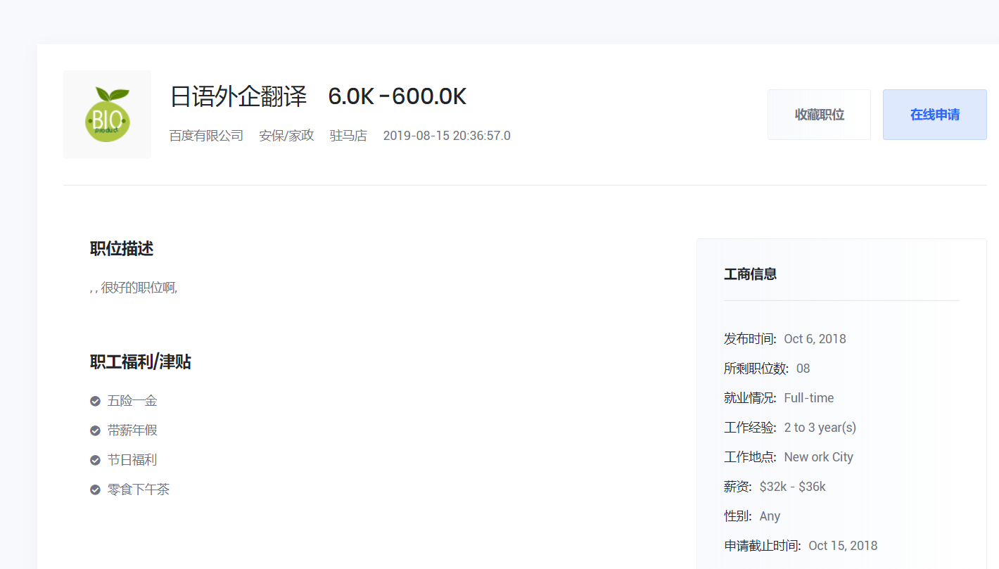 BIO
product
日语外企翻译 6.0K-600.0K
百度有限公司 安保/家政 驻马店 2019-08-15 20:36:57.0
收藏职位
在线申请
职位描述
, , 很好的职位啊,
职工福利/津贴
五险一金
带薪年假
节日福利
零食下午茶
工商信息
发布时间: Oct 6, 2018
所剩职位数: 08
就业情况: Full-time
工作经验: 2 to 3 year(s)
工作地点: New ork City
薪资: $32k - $36k
性别: Any
申请截止时间: Oct 15, 2018